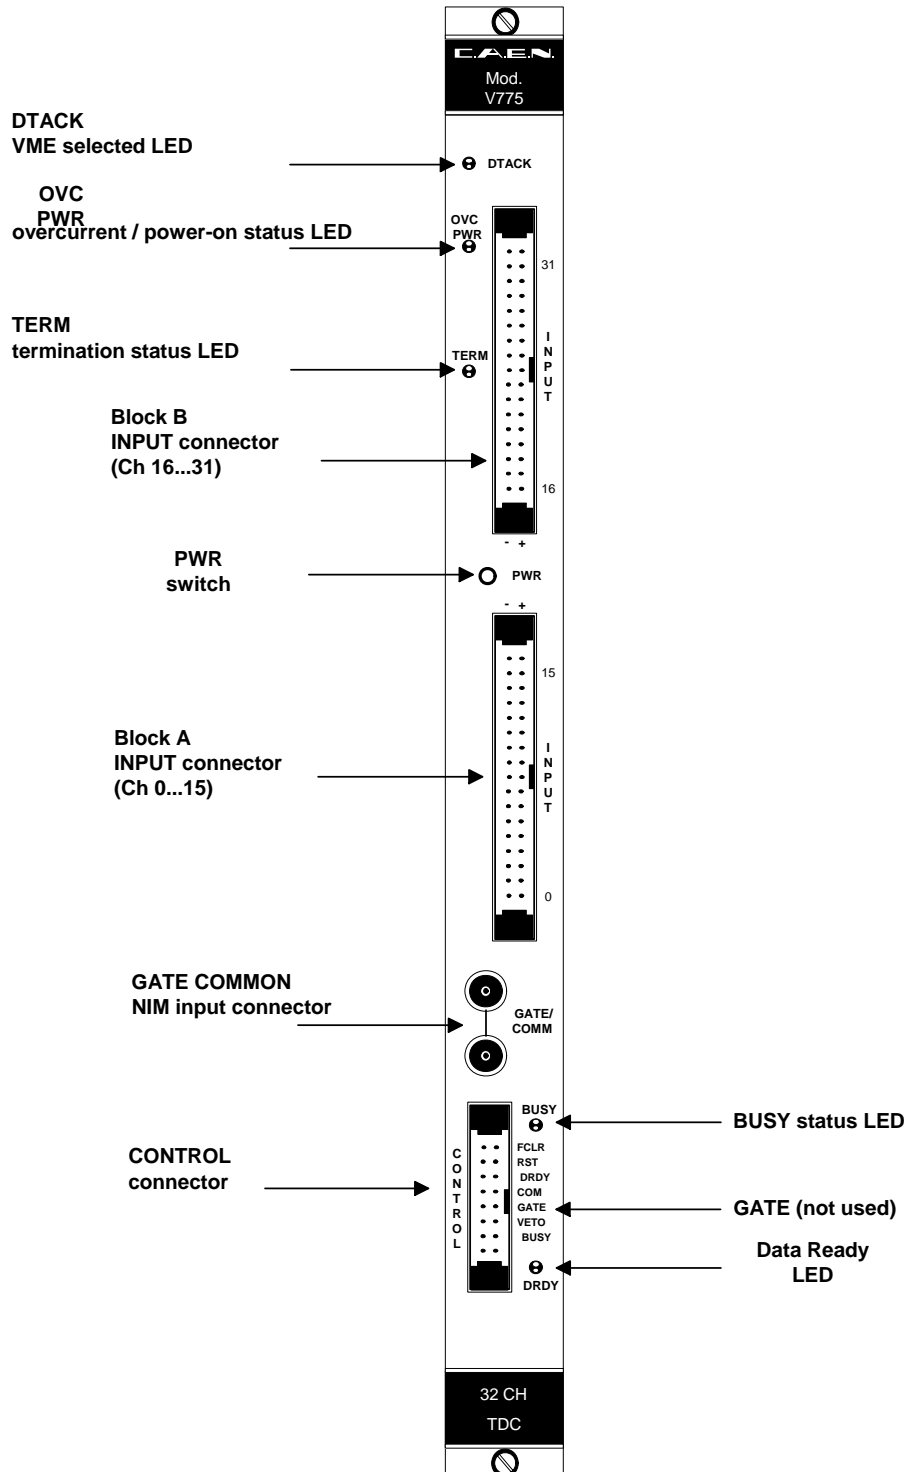 C.A.E.N.
Mod.
V775
DTACK
VME selected LED
DTACK
OVC
PWR
overcurrent / power-on status LED
OVC
PWR
31
TERM
termination status LED
TERM
I
N
P
U
T
Block B
INPUT connector
(Ch 16...31)
16
- +
PWR
switch
PWR
- +
15
Block A
INPUT connector
(Ch 0...15)
I
N
P
U
T
0
GATE COMMON
NIM input connector
GATE/
COMM
BUSY
BUSY status LED
CONTROL
connector
C
O
N
T
R
O
L
FCLR
RST
DRDY
COM
GATE
VETO
BUSY
GATE (not used)
Data Ready
LED
DRDY
32 CH
TDC